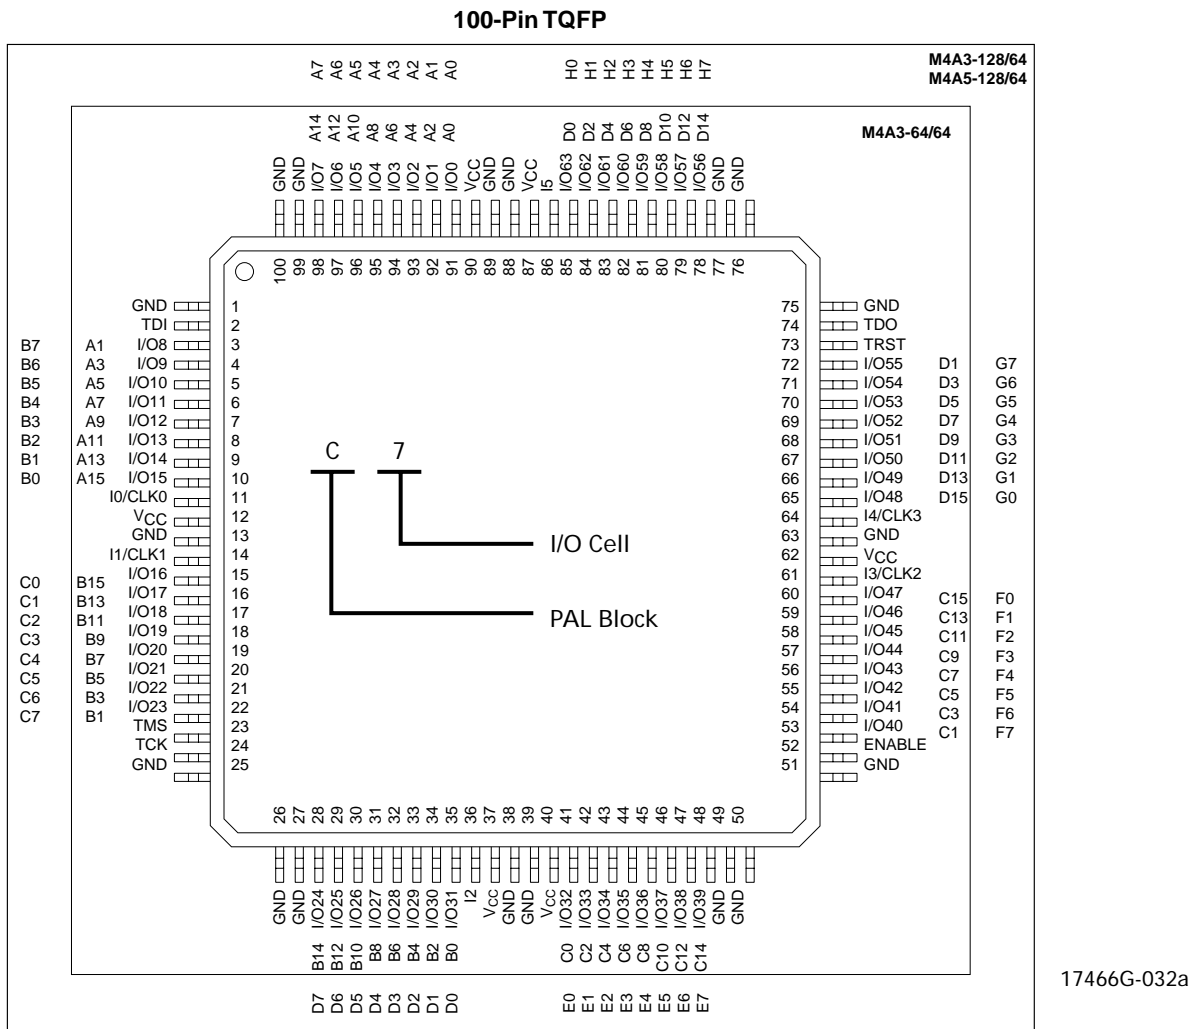 100-Pin TQFP
M4A3-128/64
M4A5-128/64
A7 A6 A5 A4 A3 A2 A1 A0 H0 H1 H2 H3 H4 H5 H6 H7
M4A3-64/64
A14 A12 A10 A8 A6 A4 A2 A0 D0 D2 D4 D6 D8 D10 D12 D14
GND GND I/O7 I/O6 I/O5 I/O4 I/O3 I/O2 I/O1 I/O0 VCC GND GND VCC I5 I/O63 I/O62 I/O61 I/O60 I/O59 I/O58 I/O57 I/O56 GND GND
100 99 98 97 96 95 94 93 92 91 90 89 88 87 86 85 84 83 82 81 80 79 78 77 76
GND 1 75 GND
TDI 2 74 TDO
B7 A1 I/O8 3 73 TRST
B6 A3 I/O9 4 72 I/O55 D1 G7
B5 A5 I/O10 5 71 I/O54 D3 G6
B4 A7 I/O11 6 70 I/O53 D5 G5
B3 A9 I/O12 7 69 I/O52 D7 G4
B2 A11 I/O13 8 68 I/O51 D9 G3
B1 A13 I/O14 9 67 I/O50 D11 G2
B0 A15 I/O15 10 66 I/O49 D13 G1
I0/CLK0 11 65 I/O48 D15 G0
VCC 12 64 I4/CLK3
GND 13 63 GND
I1/CLK1 14 62 VCC
I/O16 15 61 I3/CLK2
C0 B15 I/O17 16 60 I/O47
C1 B13 I/O18 17 59 I/O46 C15 F0
C2 B11 I/O19 18 58 I/O45 C13 F1
C3 B9 I/O20 19 57 I/O44 C11 F2
C4 B7 I/O21 20 56 I/O43 C9 F3
C5 B5 I/O22 21 55 I/O42 C7 F4
C6 B3 I/O23 22 54 I/O41 C5 F5
C7 B1 TMS 23 53 I/O40 C3 F6
TCK 24 52 ENABLE C1 F7
GND 25 51 GND
C 7
I/O Cell
PAL Block
26 27 28 29 30 31 32 33 34 35 36 37 38 39 40 41 42 43 44 45 46 47 48 49 50
GND GND I/O24 I/O25 I/O26 I/O27 I/O28 I/O29 I/O30 I/O31 I2 VCC GND GND VCC I/O32 I/O33 I/O34 I/O35 I/O36 I/O37 I/O38 I/O39 GND GND
B14 B12 B10 B8 B6 B4 B2 B0 C0 C2 C4 C6 C8 C10 C12 C14
D7 D6 D5 D4 D3 D2 D1 D0 E0 E1 E2 E3 E4 E5 E6 E7
17466G-032a